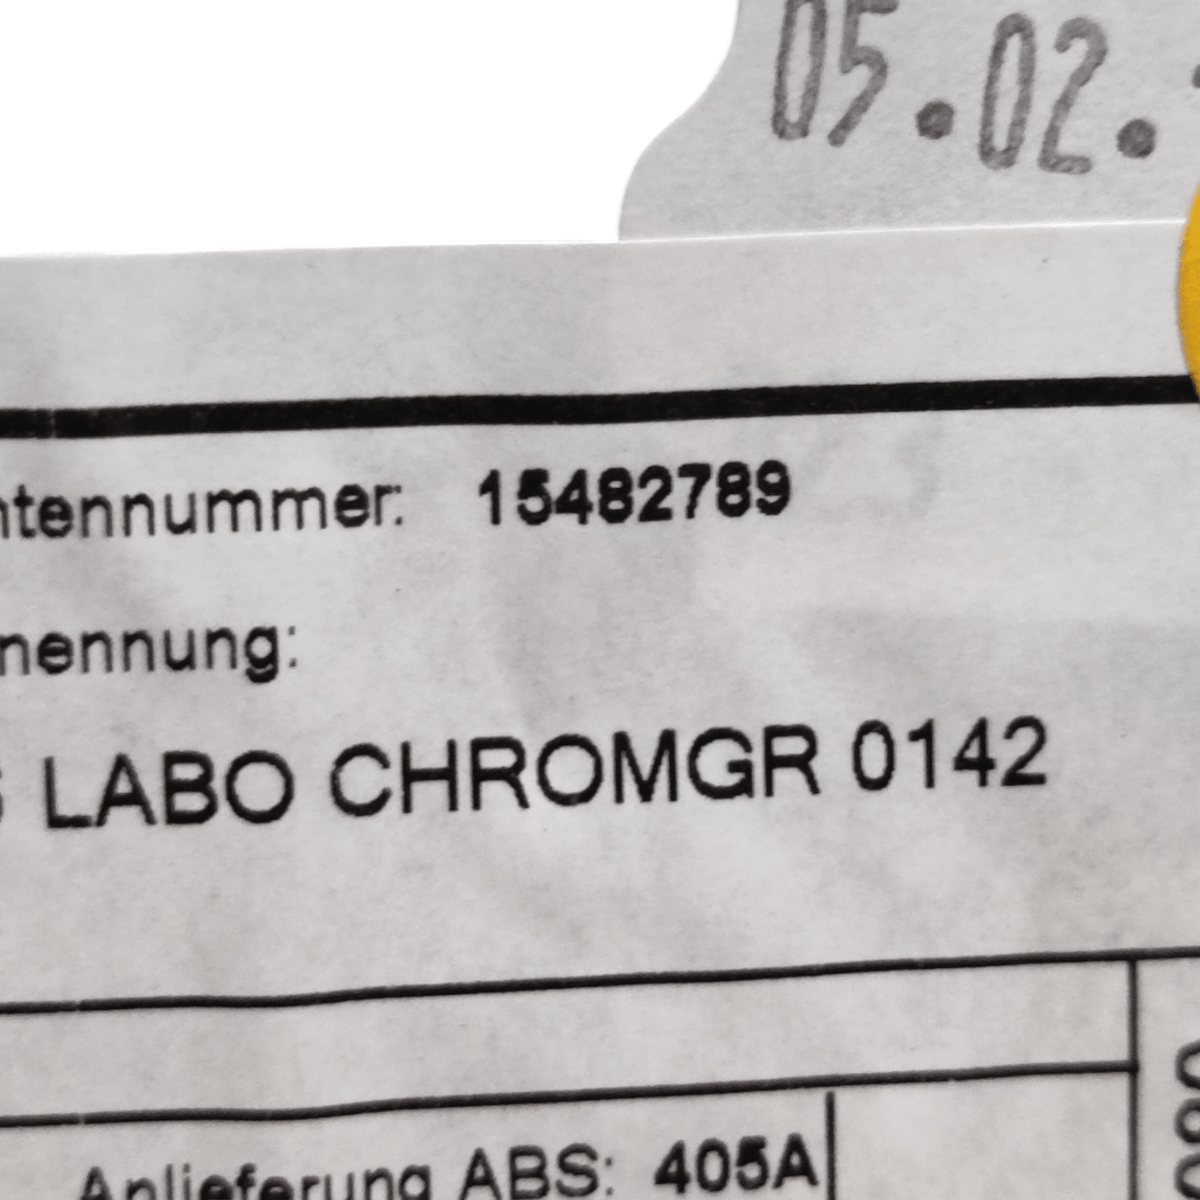 05.02.
ntennummer: 15482789
nennung:
S LABO CHROMGR 0142
Anlieferung ABS: 405A